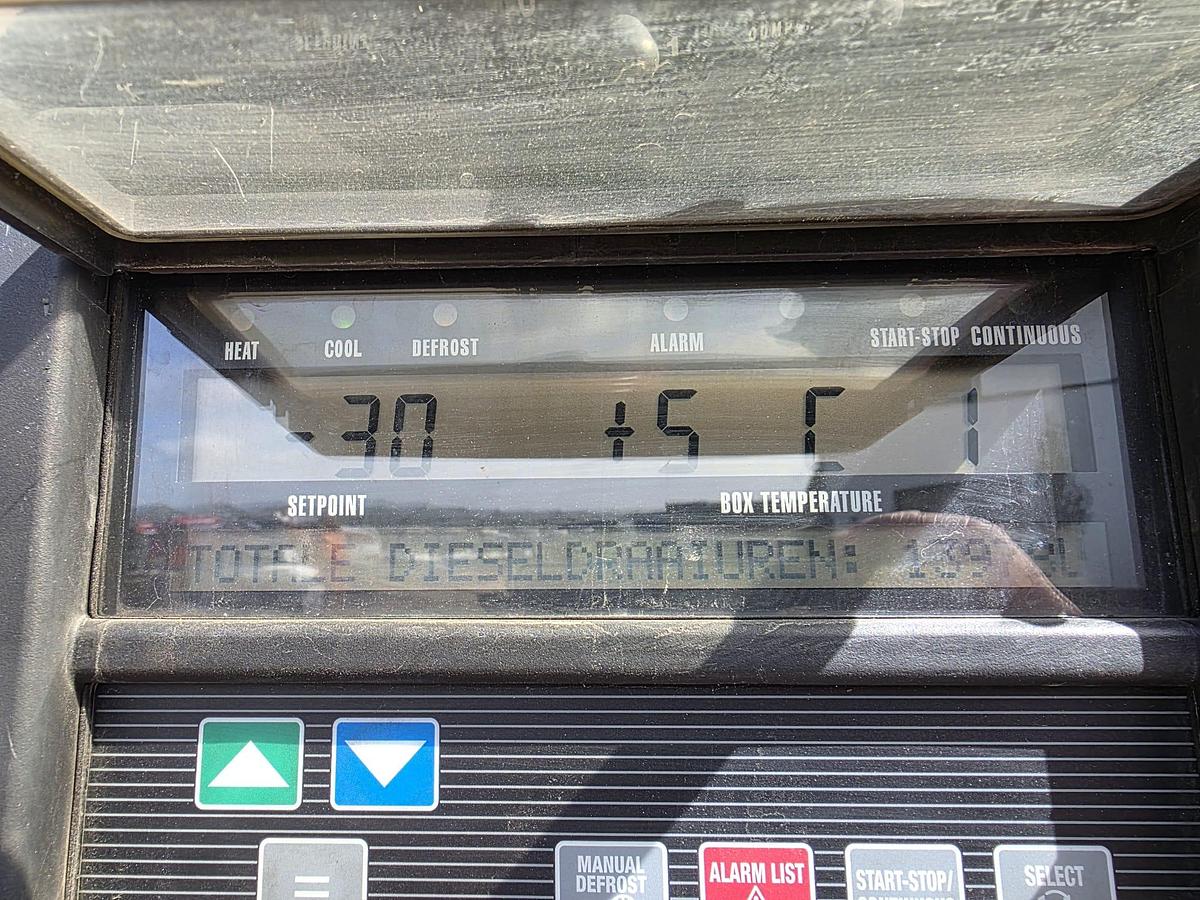 HEAT COOL DEFROST ALARM START-STOP CONTINUOUS
-30 +5 C 1
SETPOINT BOX TEMPERATURE
TOTALE DIESELDRAAIUREN:
MANUAL DEFROST
ALARM LIST
START-STOP/
SELECT